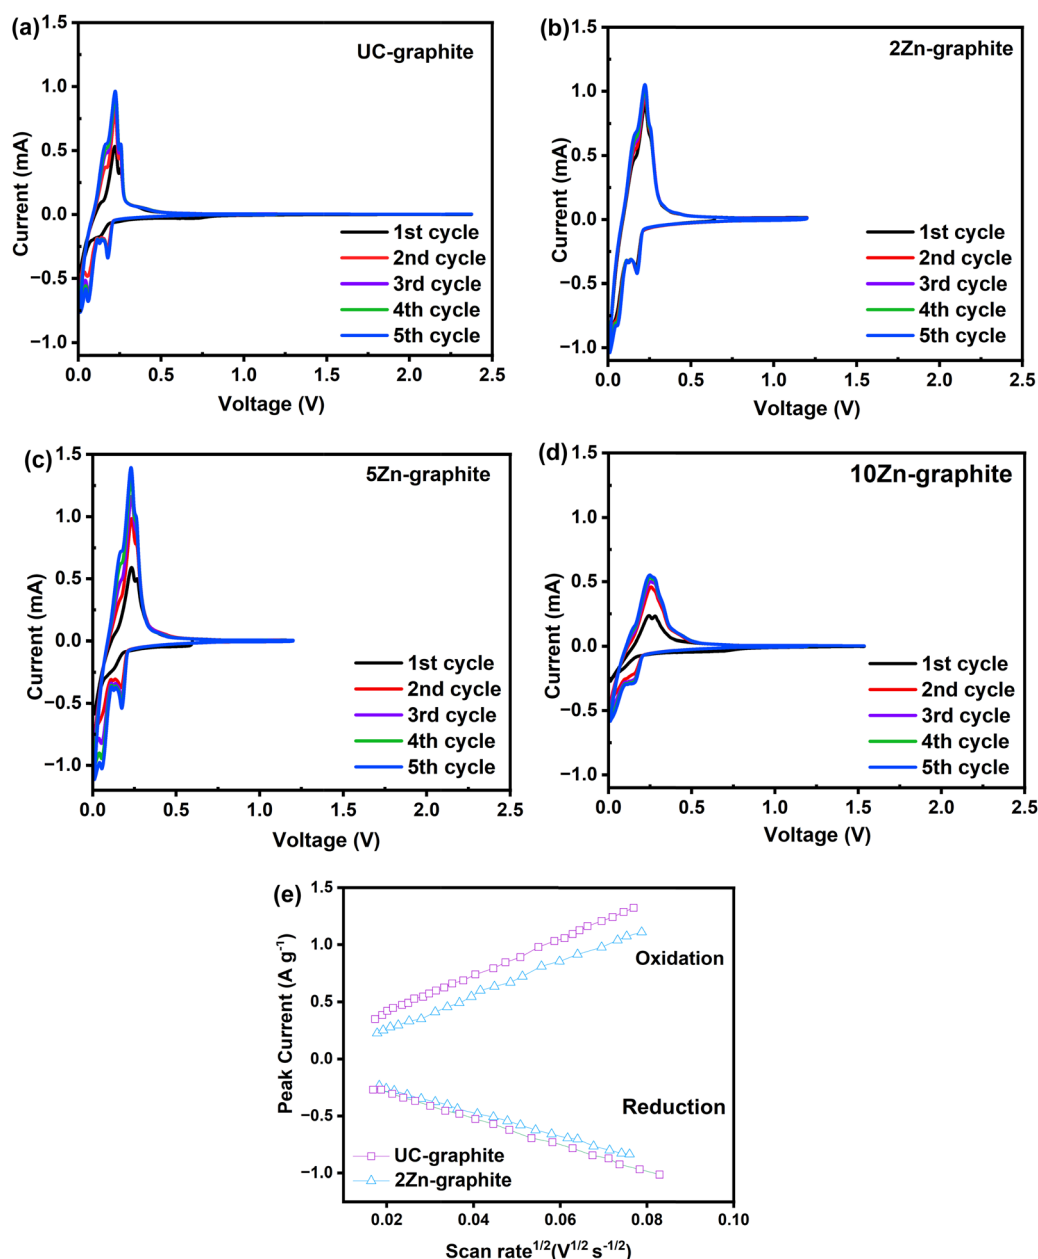 (a)
UC-graphite
1.5
1.0
0.5
0.0
−0.5
−1.0
Current (mA)
1st cycle
2nd cycle
3rd cycle
4th cycle
5th cycle
0.0 0.5 1.0 1.5 2.0 2.5
Voltage (V)
(b)
2Zn-graphite
1.5
1.0
0.5
0.0
−0.5
−1.0
Current (mA)
1st cycle
2nd cycle
3rd cycle
4th cycle
5th cycle
0.0 0.5 1.0 1.5 2.0 2.5
Voltage (V)
(c)
5Zn-graphite
1.5
1.0
0.5
0.0
−0.5
−1.0
Current (mA)
1st cycle
2nd cycle
3rd cycle
4th cycle
5th cycle
0.0 0.5 1.0 1.5 2.0 2.5
Voltage (V)
(d)
10Zn-graphite
1.5
1.0
0.5
0.0
−0.5
−1.0
Current (mA)
1st cycle
2nd cycle
3rd cycle
4th cycle
5th cycle
0.0 0.5 1.0 1.5 2.0 2.5
Voltage (V)
(e)
1.5
1.0
0.5
0.0
−0.5
−1.0
Peak Current (A g⁻¹)
Oxidation
Reduction
UC-graphite
2Zn-graphite
0.02 0.04 0.06 0.08 0.10
Scan rate¹ᐟ²(V¹ᐟ² s⁻¹ᐟ²)